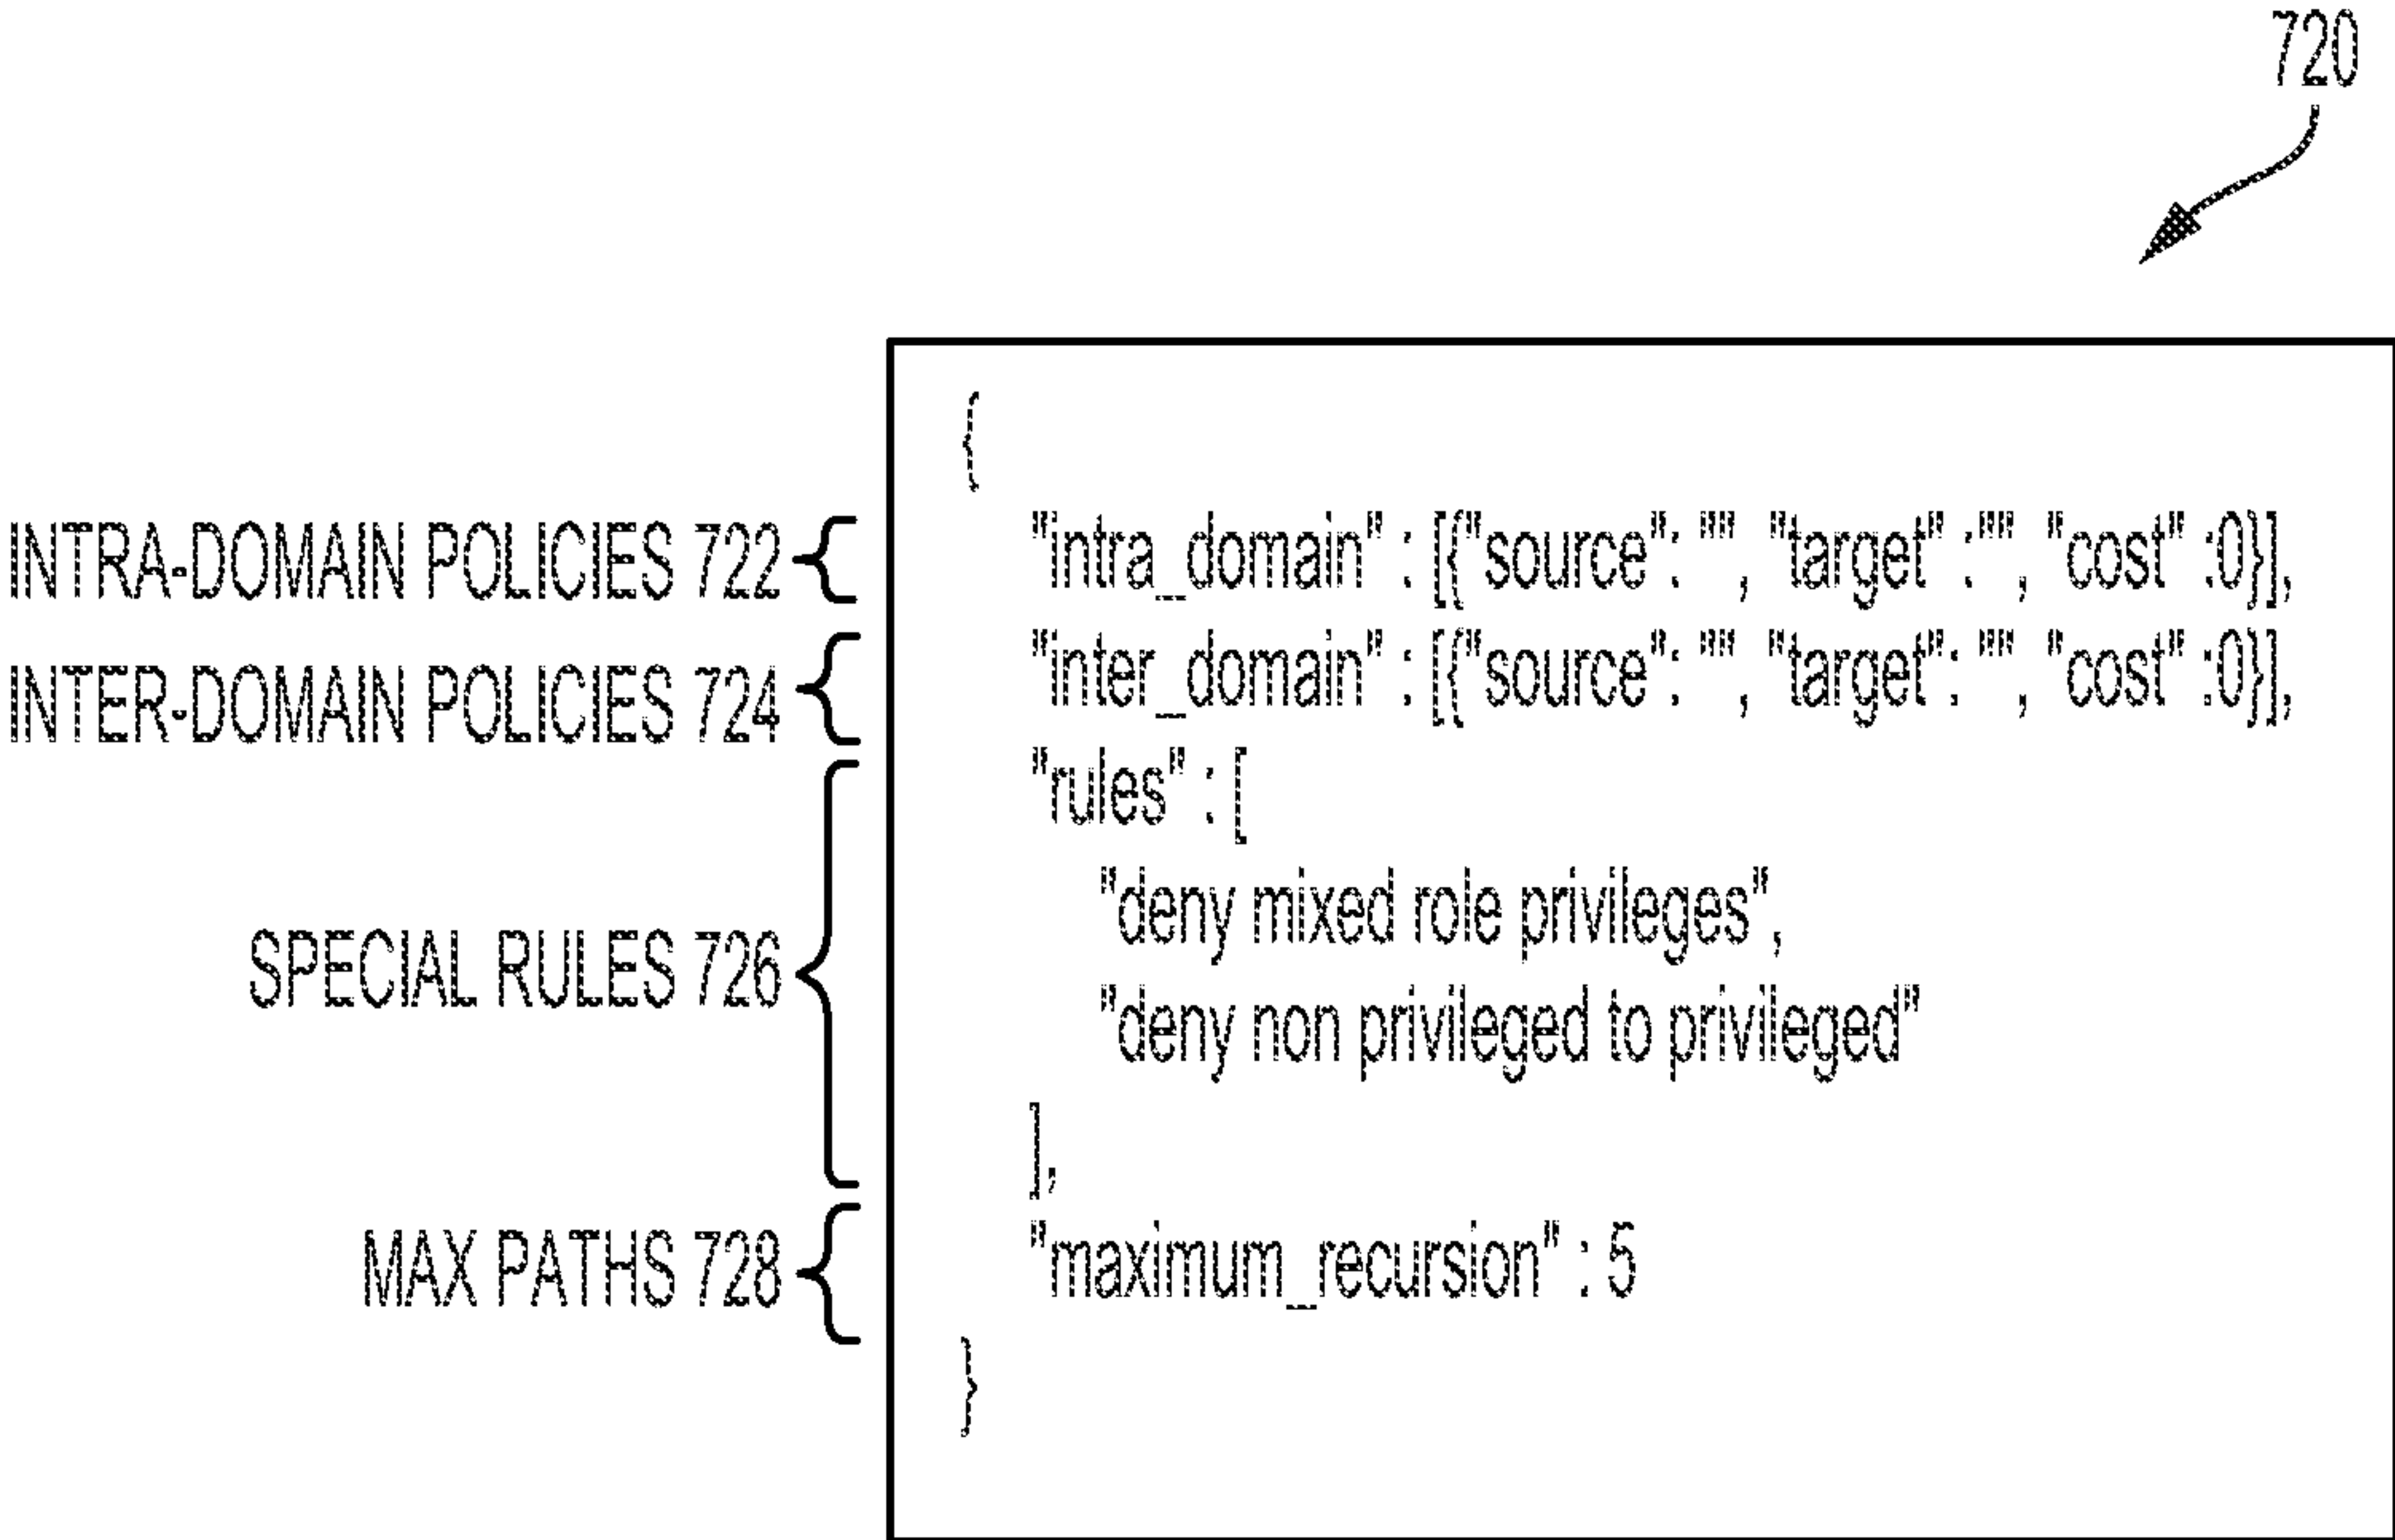 720
{
INTRA-DOMAIN POLICIES 722 "intra_domain" : [{"source": "", "target" :"", "cost" :0}],
INTER-DOMAIN POLICIES 724 "inter_domain" : [{"source": "", "target": "", "cost" :0}],
"rules" : [
"deny mixed role privileges",
SPECIAL RULES 726
"deny non privileged to privileged"
],
MAX PATHS 728 "maximum_recursion" : 5
}